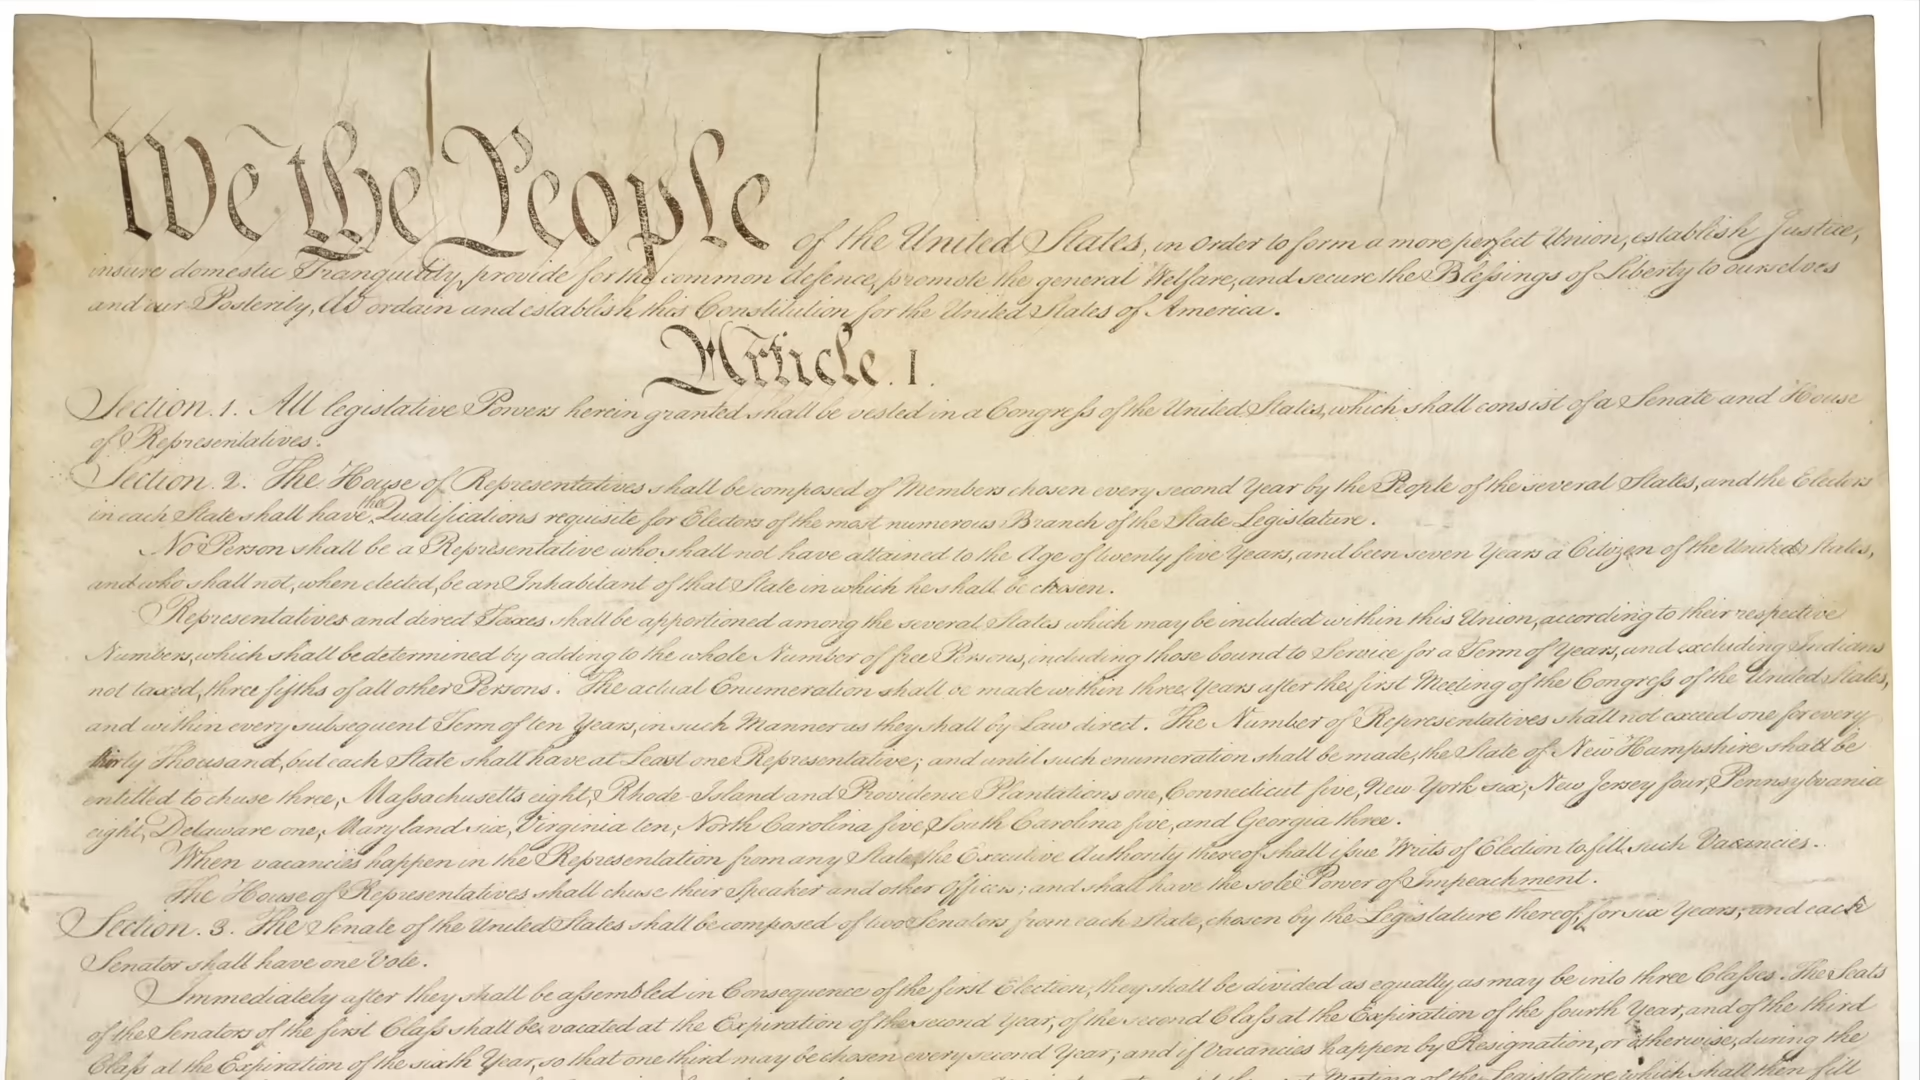 We the People of the United States, in Order to form a more perfect Union, establish Justice,
insure domestic Tranquility, provide for the common defence, promote the general Welfare, and secure the Blessings of Liberty to ourselves
and our Posterity, do ordain and establish this Constitution for the United States of America.
Article. I.
Section. 1. All legislative Powers herein granted shall be vested in a Congress of the United States, which shall consist of a Senate and House
of Representatives.
Section. 2. The House of Representatives shall be composed of Members chosen every second Year by the People of the several States, and the Electors
in each State shall have the Qualifications requisite for Electors of the most numerous Branch of the State Legislature.
No Person shall be a Representative who shall not have attained to the Age of twenty five Years, and been seven Years a Citizen of the United States,
and who shall not, when elected, be an Inhabitant of that State in which he shall be chosen.
Representatives and direct Taxes shall be apportioned among the several States which may be included within this Union, according to their respective
Numbers, which shall be determined by adding to the whole Number of free Persons, including those bound to Service for a Term of Years, and excluding Indians
not taxed, three fifths of all other Persons. The actual Enumeration shall be made within three Years after the first Meeting of the Congress of the United States,
and within every subsequent Term of ten Years, in such Manner as they shall by Law direct. The Number of Representatives shall not exceed one for every
thirty Thousand, but each State shall have at Least one Representative; and until such enumeration shall be made, the State of New Hampshire shall be
entitled to chuse three, Massachusetts eight, Rhode-Island and Providence Plantations one, Connecticut five, New-York six, New Jersey four, Pennsylvania
eight, Delaware one, Maryland six, Virginia ten, North Carolina five, South Carolina five, and Georgia three.
When vacancies happen in the Representation from any State, the Executive Authority thereof shall issue Writs of Election to fill such Vacancies.
The House of Representatives shall chuse their Speaker and other Officers; and shall have the sole Power of Impeachment.
Section. 3. The Senate of the United States shall be composed of two Senators from each State, chosen by the Legislature thereof, for six Years; and each
Senator shall have one Vote.
Immediately after they shall be assembled in Consequence of the first Election, they shall be divided as equally as may be into three Classes. The Seats
of the Senators of the first Class shall be vacated at the Expiration of the second Year, of the second Class at the Expiration of the fourth Year, and of the third
Class at the Expiration of the sixth Year, so that one third may be chosen every second Year; and if Vacancies happen by Resignation, or otherwise, during the
Meeting of the Legislature, which shall then fill